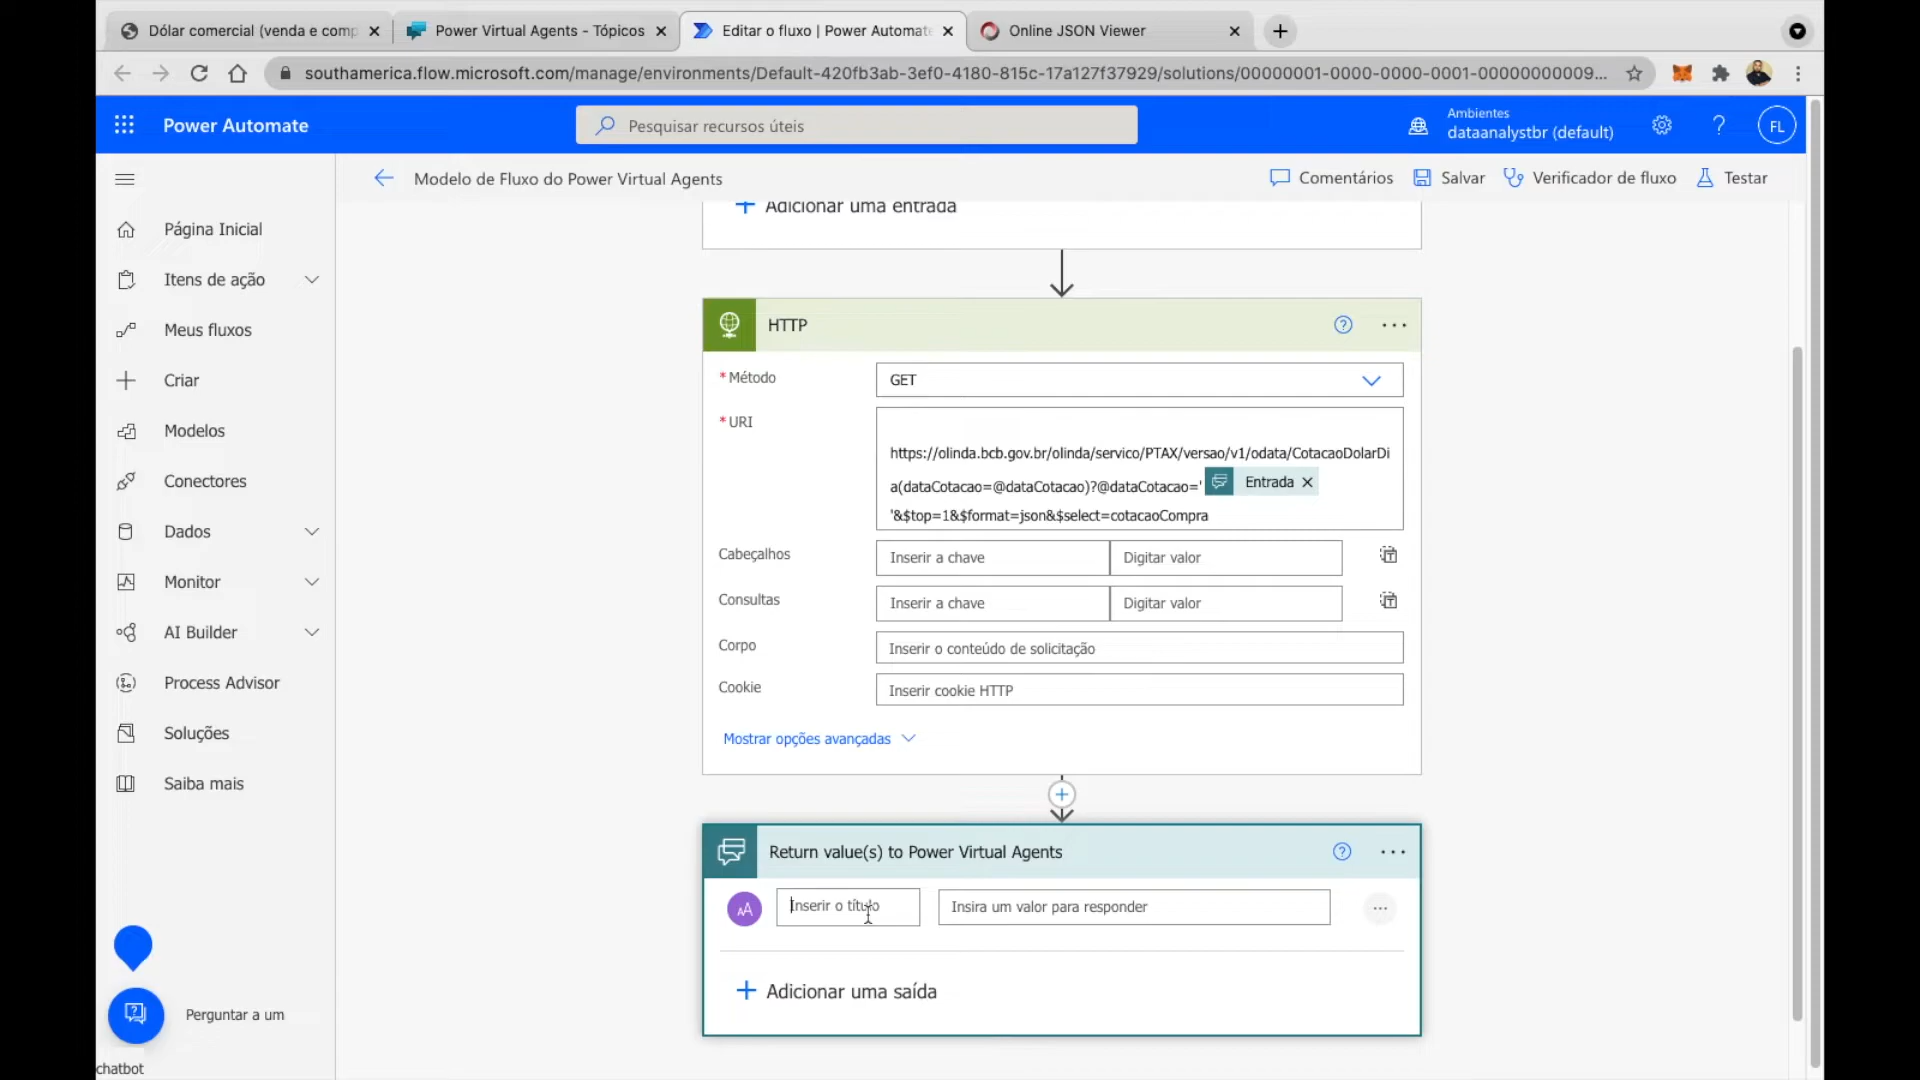 Dólar comercial (venda e comp
Power Virtual Agents - Tópicos
Editar o fluxo | Power Automate
Online JSON Viewer
southamerica.flow.microsoft.com/manage/environments/Default-420fb3ab-3ef0-4180-815c-17a127f37929/solutions/00000001-0000-0000-0001-00000000009...
Power Automate
Pesquisar recursos úteis
Ambientes
dataanalystbr (default)
FL
Modelo de Fluxo do Power Virtual Agents
Comentários
Salvar
Verificador de fluxo
Testar
Página Inicial
Itens de ação
Meus fluxos
Criar
Modelos
Conectores
Dados
Monitor
AI Builder
Process Advisor
Soluções
Saiba mais
Perguntar a um
chatbot
Adicionar uma entrada
HTTP
* Método
GET
* URI
https://olinda.bcb.gov.br/olinda/servico/PTAX/versao/v1/odata/CotacaoDolarDi
a(dataCotacao=@dataCotacao)?@dataCotacao=' Entrada
'&$top=1&$format=json&$select=cotacaoCompra
Cabeçalhos
Inserir a chave
Digitar valor
Consultas
Inserir a chave
Digitar valor
Corpo
Inserir o conteúdo de solicitação
Cookie
Inserir cookie HTTP
Mostrar opções avançadas
Return value(s) to Power Virtual Agents
AA
Inserir o título
Insira um valor para responder
Adicionar uma saída